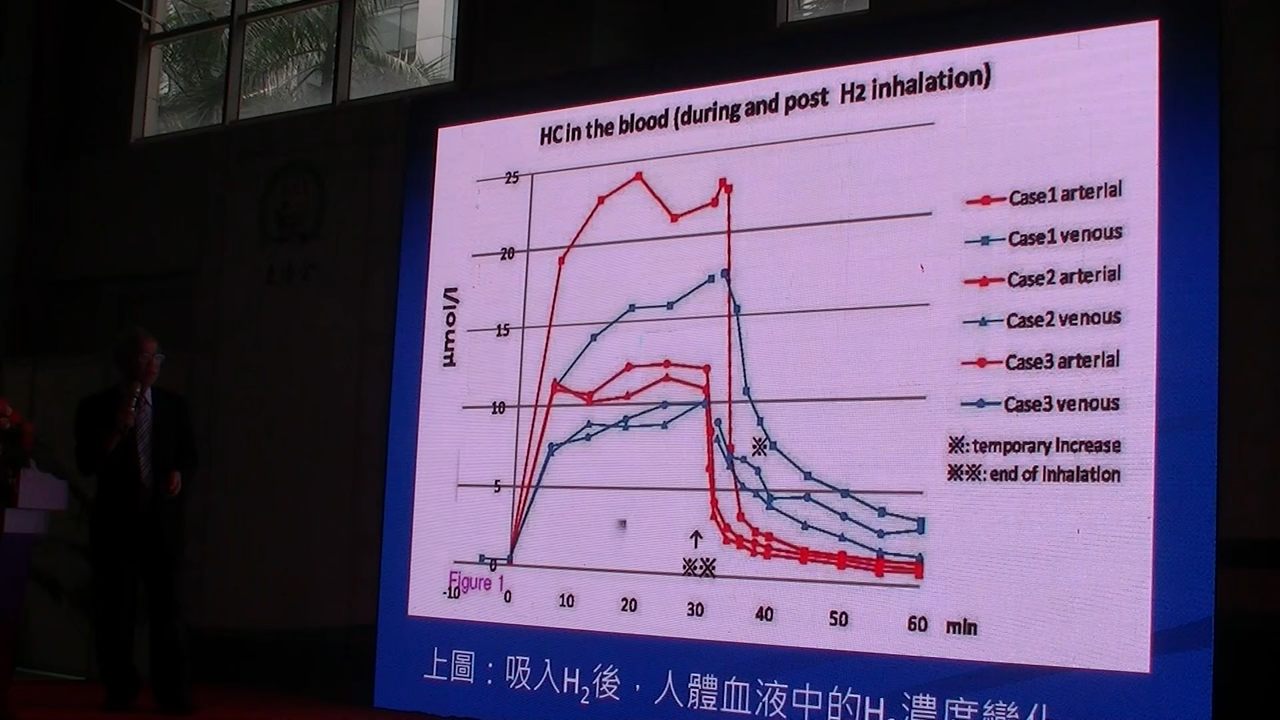 HC in the blood (during and post H2 inhalation)
25
20
15
10
5
0
μmol/l
-10
0
10
20
30
40
50
60
min
Case1 arterial
Case1 venous
Case2 arterial
Case2 venous
Case3 arterial
Case3 venous
※: temporary Increase
※※: end of Inhalation
※
↑
※※
Figure 1
上圖：吸入H₂後，人體血液中的H₂濃度變化